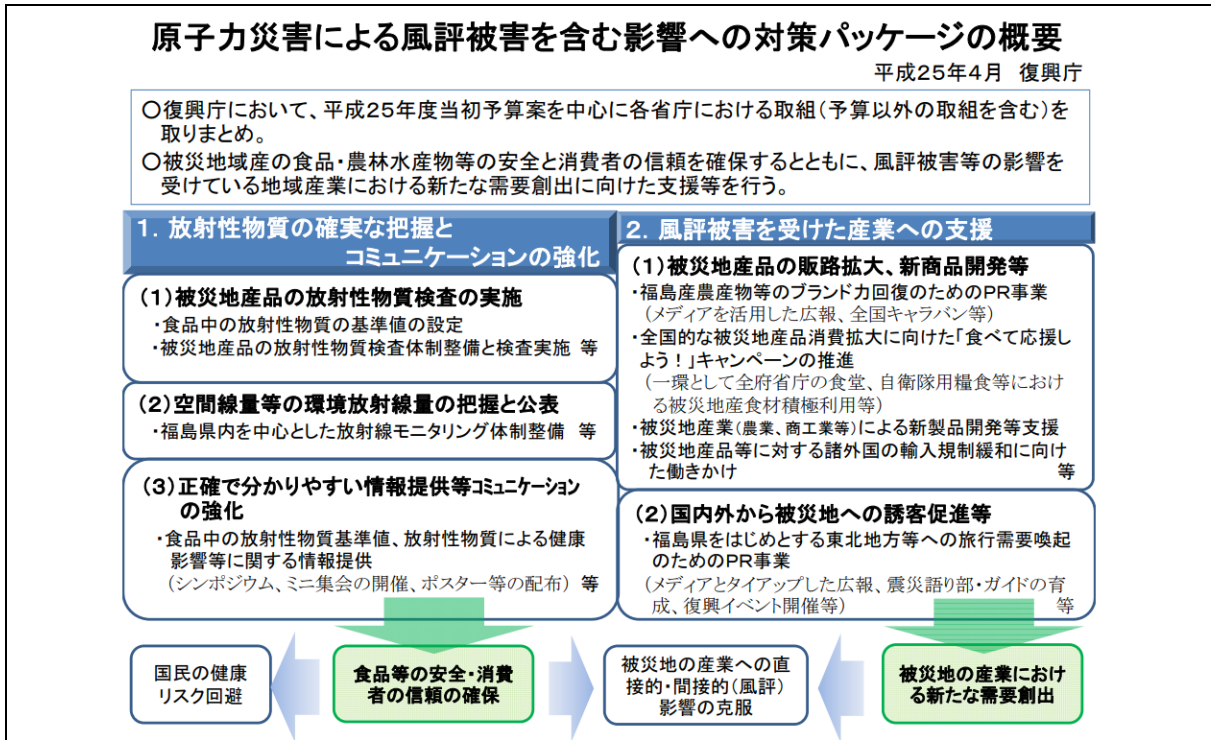 原子力災害による風評被害を含む影響への対策パッケージの概要
平成25年4月 復興庁
○復興庁において、平成25年度当初予算案を中心に各省庁における取組(予算以外の取組を含む)を
取りまとめ。
○被災地域産の食品・農林水産物等の安全と消費者の信頼を確保するとともに、風評被害等の影響を
受けている地域産業における新たな需要創出に向けた支援等を行う。
1. 放射性物質の確実な把握と
コミュニケーションの強化
(1)被災地産品の放射性物質検査の実施
・食品中の放射性物質の基準値の設定
・被災地産品の放射性物質検査体制整備と検査実施 等
(2)空間線量等の環境放射線量の把握と公表
・福島県内を中心とした放射線モニタリング体制整備 等
(3)正確で分かりやすい情報提供等コミュニケーション
の強化
・食品中の放射性物質基準値、放射性物質による健康
影響等に関する情報提供
(シンポジウム、ミニ集会の開催、ポスター等の配布) 等
2. 風評被害を受けた産業への支援
(1)被災地産品の販路拡大、新商品開発等
・福島産農産物等のブランド力回復のためのPR事業
(メディアを活用した広報、全国キャラバン等)
・全国的な被災地産品消費拡大に向けた「食べて応援し
よう!」キャンペーンの推進
(一環として全府省庁の食堂、自衛隊用糧食等におけ
る被災地産食材積極利用等)
・被災地産業(農業、商工業等)による新製品開発等支援
・被災地産品等に対する諸外国の輸入規制緩和に向け
た働きかけ 等
(2)国内外から被災地への誘客促進等
・福島県をはじめとする東北地方等への旅行需要喚起
のためのPR事業
(メディアとタイアップした広報、震災語り部・ガイドの育
成、復興イベント開催等) 等
国民の健康
リスク回避
食品等の安全・消費
者の信頼の確保
被災地の産業への直
接的・間接的(風評)
影響の克服
被災地の産業におけ
る新たな需要創出